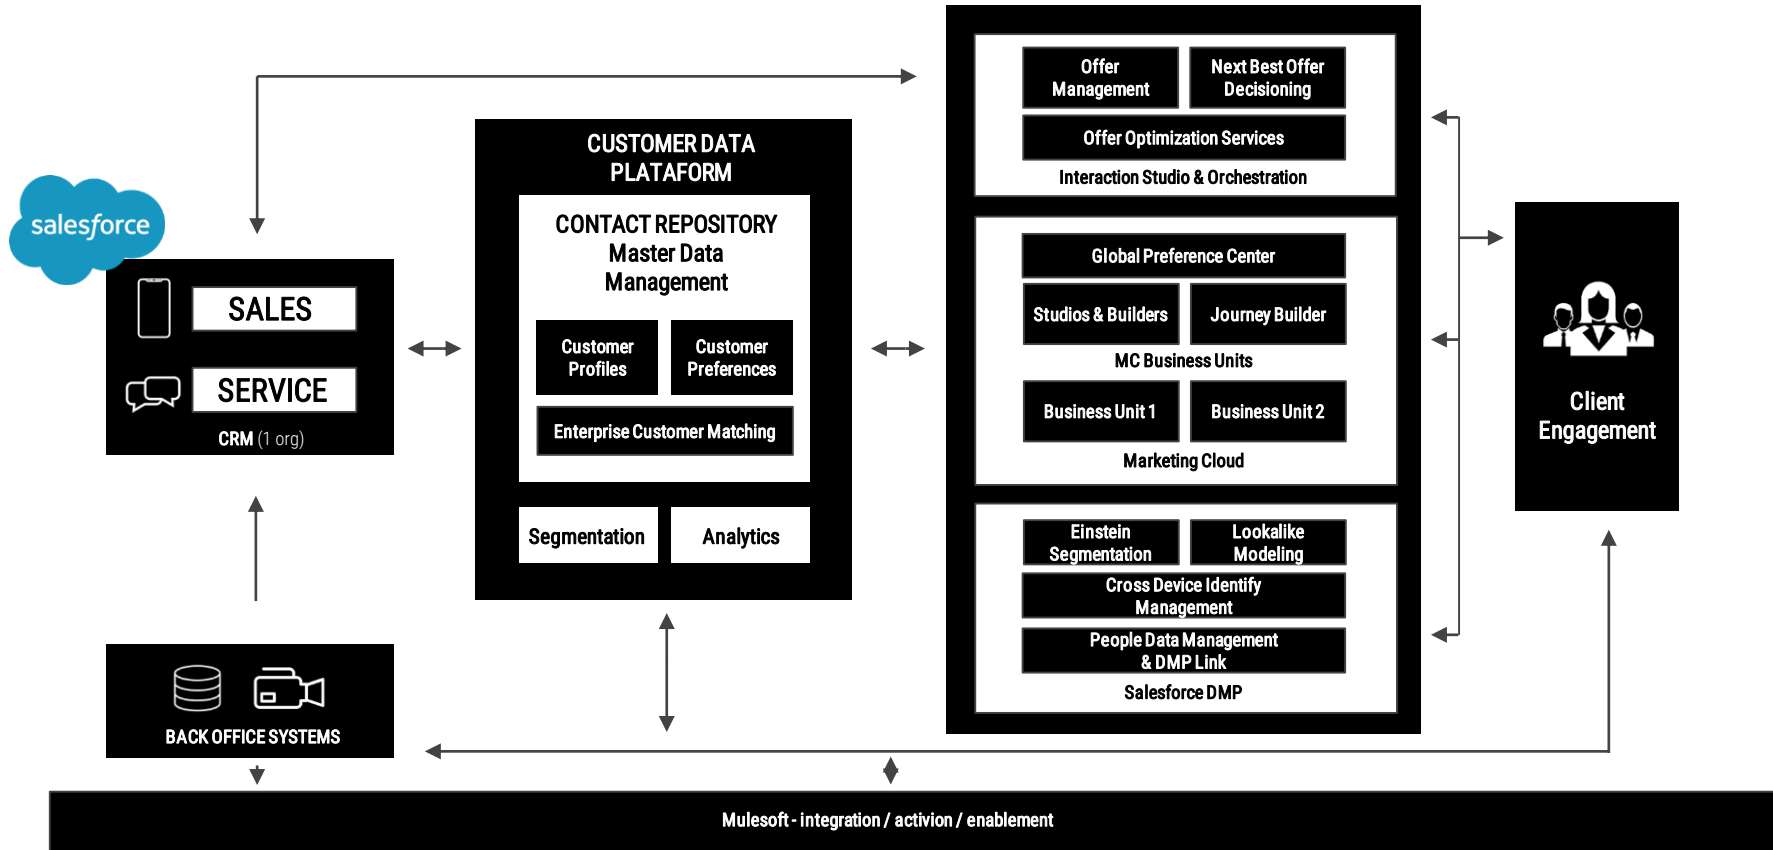 salesforce
SALES
SERVICE
CRM (1 org)
BACK OFFICE SYSTEMS
CUSTOMER DATA
PLATAFORM
CONTACT REPOSITORY
Master Data
Management
Customer
Profiles
Customer
Preferences
Enterprise Customer Matching
Segmentation
Analytics
Offer
Management
Next Best Offer
Decisioning
Offer Optimization Services
Interaction Studio & Orchestration
Global Preference Center
Studios & Builders
Journey Builder
MC Business Units
Business Unit 1
Business Unit 2
Marketing Cloud
Einstein
Segmentation
Lookalike
Modeling
Cross Device Identify
Management
People Data Management
& DMP Link
Salesforce DMP
Client
Engagement
Mulesoft - integration / activion / enablement